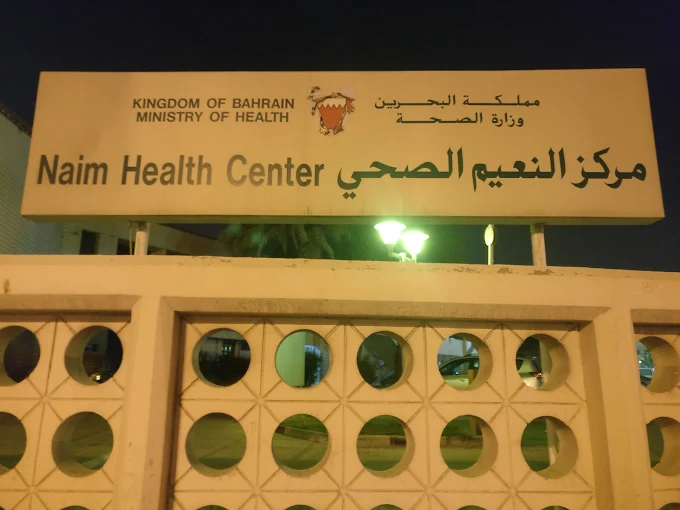 KINGDOM OF BAHRAIN
MINISTRY OF HEALTH
مملكة البحرين
وزارة الصحة
Naim Health Center
مركز النعيم الصحي